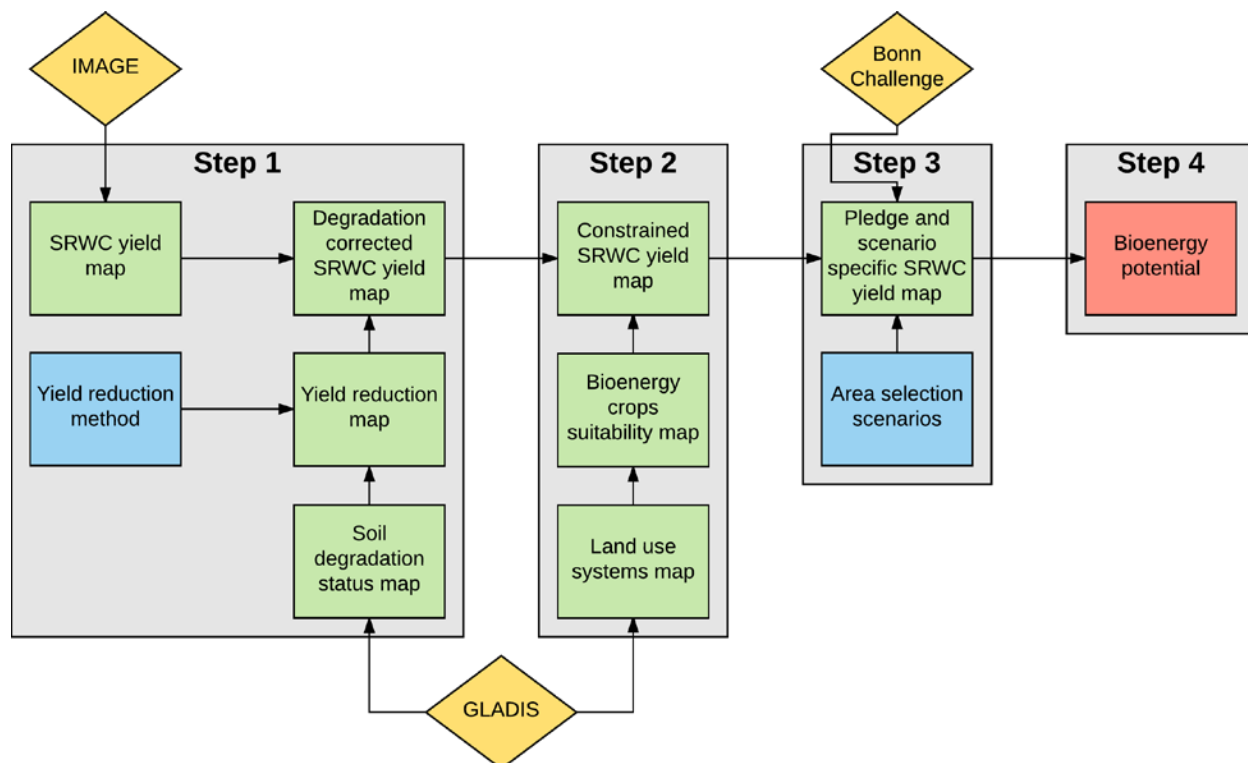 IMAGE
Bonn
Challenge
Step 1
SRWC yield
map
Degradation
corrected
SRWC yield
map
Yield reduction
method
Yield reduction
map
Soil
degradation
status map
Step 2
Constrained
SRWC yield map
Bioenergy
crops
suitability map
Land use
systems map
Step 3
Pledge and
scenario
specific SRWC
yield map
Area selection
scenarios
Step 4
Bioenergy
potential
GLADIS